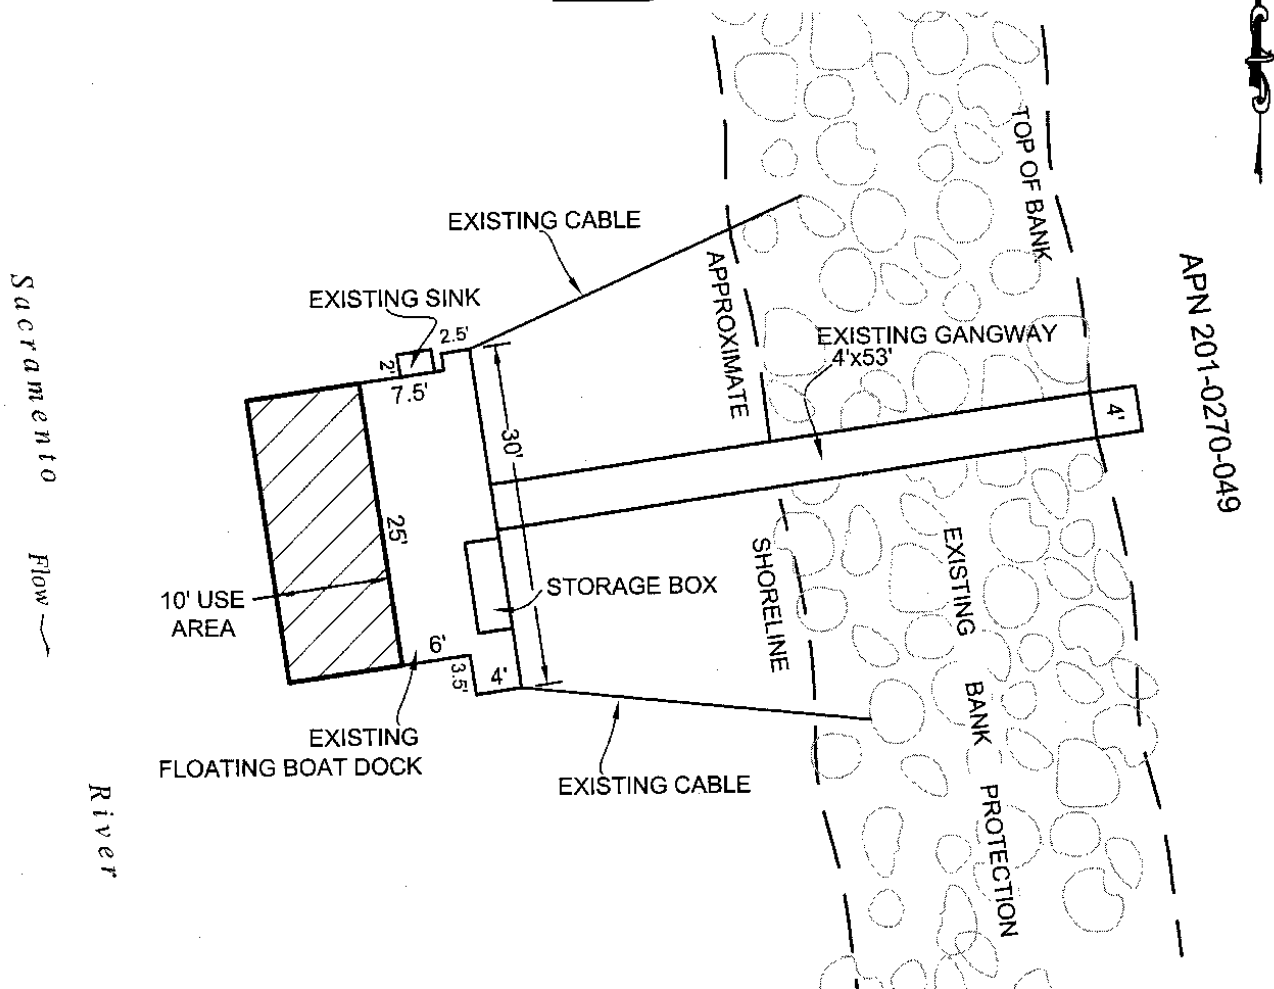 TOP OF BANK
APN 201-0270-049
EXISTING CABLE
APPROXIMATE
SHORELINE
EXISTING SINK
2.5'
2'
7.5'
EXISTING GANGWAY
4'x53'
4'
30'
25'
Sacramento Flow
River
10' USE
AREA
STORAGE BOX
6'
3.5'
4'
EXISTING
FLOATING BOAT DOCK
EXISTING CABLE
EXISTING BANK PROTECTION